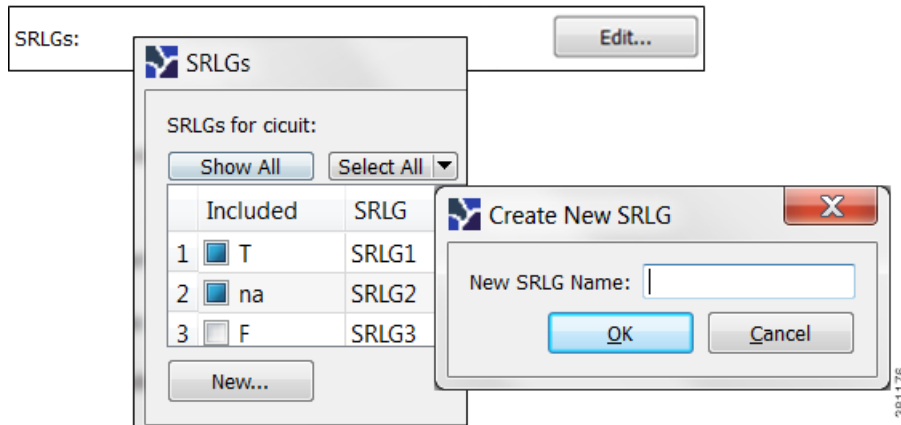 SRLGs:
Edit...
SRLGs
SRLGs for cicuit:
Show All
Select All
Included SRLG
1 T SRLG1
2 na SRLG2
3 F SRLG3
New...
Create New SRLG
New SRLG Name:
OK
Cancel
381176